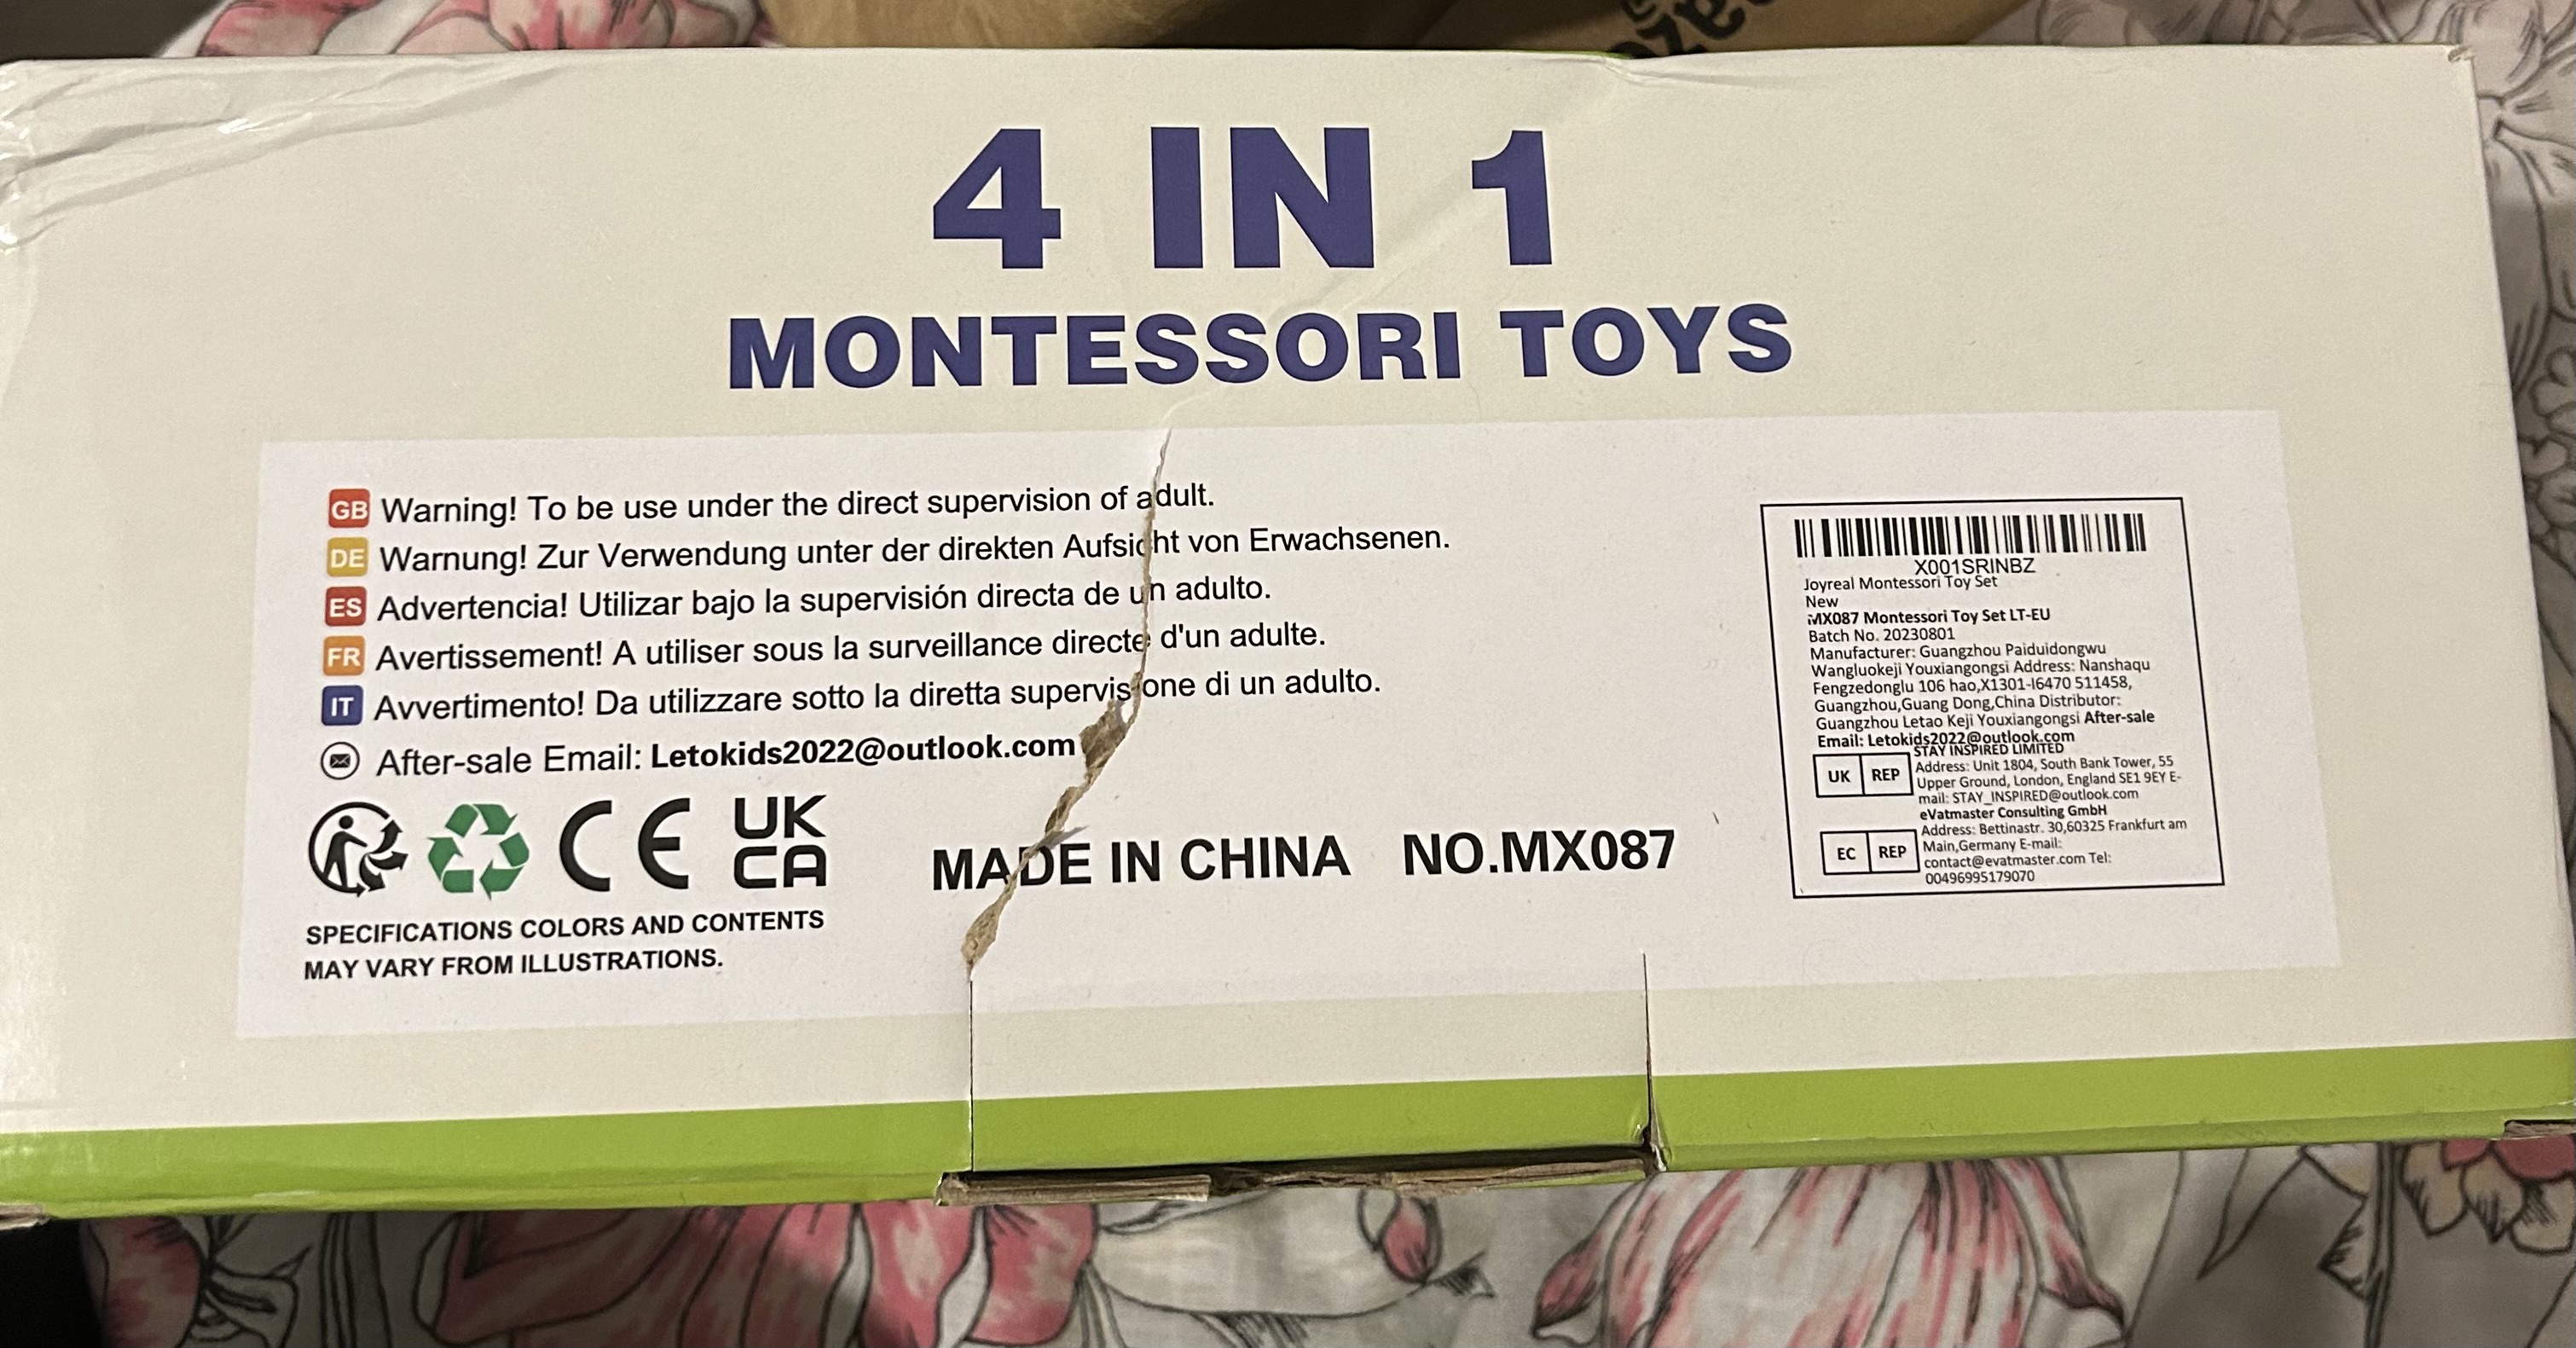 4 IN 1
MONTESSORI TOYS
GB Warning! To be use under the direct supervision of adult.
DE Warnung! Zur Verwendung unter der direkten Aufsicht von Erwachsenen.
ES Advertencia! Utilizar bajo la supervisión directa de un adulto.
FR Avertissement! A utiliser sous la surveillance directe d'un adulte.
IT Avvertimento! Da utilizzare sotto la diretta supervisione di un adulto.
After-sale Email: Letokids2022@outlook.com
CE
UK
CA
SPECIFICATIONS COLORS AND CONTENTS
MAY VARY FROM ILLUSTRATIONS.
MADE IN CHINA NO.MX087
X001SRINBZ
Joyreal Montessori Toy Set
New
MX087 Montessori Toy Set LT-EU
Batch No. 20230801
Manufacturer: Guangzhou Paiduidongwu
Wangluokeji Youxiangongsi Address: Nanshaqu
Fengzedonglu 106 hao,X1301-I6470 511458,
Guangzhou,Guang Dong,China Distributor:
Guangzhou Letao Keji Youxiangongsi After-sale
Email: Letokids2022@outlook.com
UK REP
STAY INSPIRED LIMITED
Address: Unit 1804, South Bank Tower, 55
Upper Ground, London, England SE1 9EY E-
mail: STAY_INSPIRED@outlook.com
EC REP
eVatmaster Consulting GmbH
Address: Bettinastr. 30,60325 Frankfurt am
Main,Germany E-mail:
contact@evatmaster.com Tel:
00496995179070